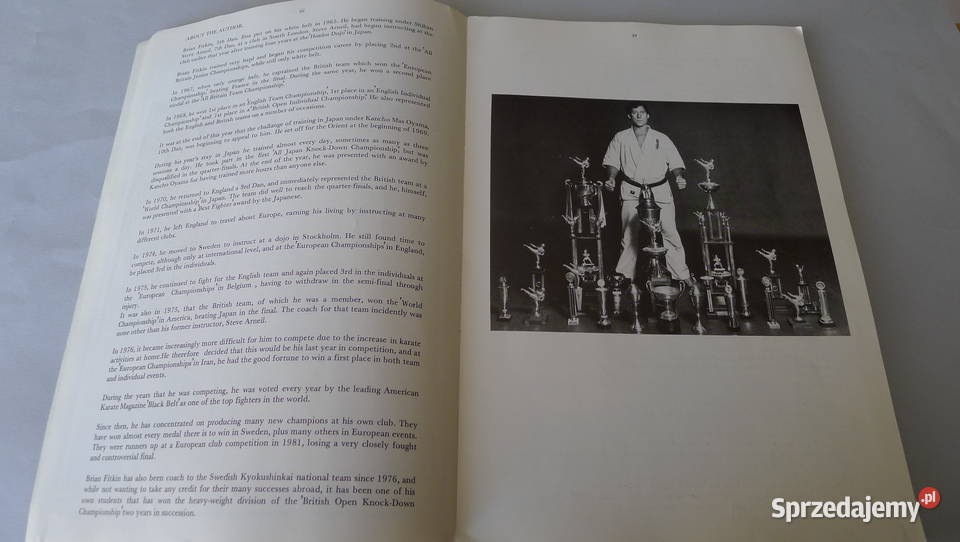 ABOUT THE AUTHOR.
Brian Fitkin, 5th Dan, first put on his white belt in 1965. He began training under Shihan
Steve Arneil, 7th Dan, at a club in South London. Steve Arneil, had begun instructing at the
club earlier that year after training four years at the 'Honbu Dojo' in Japan.
Brian Fitkin trained very hard and began his competition career by placing 2nd at the 'All
Britain Junior Championships, while still only white belt.
In 1967, when only orange belt, he captained the British team which won the 'European
Championship,' beating France in the final. During the same year, he won a second place
medal at the 'All Britain Team Championship.'
In 1968, he won 1st place in an 'English Team Championship,' 1st place in an 'English Individual
Championship' and 1st place in a 'British Open Individual Championship.' He also represented
both the English and British teams on a number of occasions.
It was at the end of this year that the challenge of training in Japan under Kancho Mas Oyama,
10th Dan, was beginning to appeal to him. He set off for the Orient at the beginning of 1969.
During his year's stay in Japan he trained almost every day, sometimes as many as three
sessions a day. He took part in the first 'All Japan Knock-Down Championship,' but was
disqualified in the quarter-finals. At the end of the year, he was presented with an award by
Kancho Oyama for having trained more hours than anyone else.
In 1970, he returned to England a 3rd Dan, and immediately represented the British team at a
'World Championship' in Japan. The team did well to reach the quarter-finals, and he, himself,
was presented with a Best Fighter award by the Japanese.
In 1971, he left England to travel about Europe, earning his living by instructing at many
different clubs.
In 1974, he moved to Sweden to instruct at a dojo in Stockholm. He still found time to
compete, although only at international level, and at the 'European Championships' in England,
he placed 3rd in the individuals.
In 1975, he continued to fight for the English team and again placed 3rd in the individuals at
the 'European Championships' in Belgium , having to withdraw in the semi-final through
injury.
It was also in 1975, that the British team, of which he was a member, won the 'World
Championship' in America, beating Japan in the final. The coach for that team incidently was
none other than his former instructor, Steve Arneil.
In 1976, it became increasingly more difficult for him to compete due to the increase in karate
activities at home.He therefore decided that this would be his last year in competition, and at
the 'European Championships' in Iran, he had the good fortune to win a first place in both team
and individual events.
During the years that he was competing, he was voted every year by the leading American
Karate Magazine 'Black Belt' as one of the top fighters in the world.
Since then, he has concentrated on producing many new champions at his own club. They
have won almost every medal there is to win in Sweden, plus many others in European events.
They were runners up at a European club competition in 1981, losing a very closely fought
and controversial final.
Brian Fitkin has also been coach to the Swedish Kyokushinkai national team since 1976, and
while not wanting to take any credit for their many successes abroad, it has been one of his
own students that has won the heavy-weight division of the 'British Open Knock-Down
Championship' two years in succession.
Sprzedajemy.pl